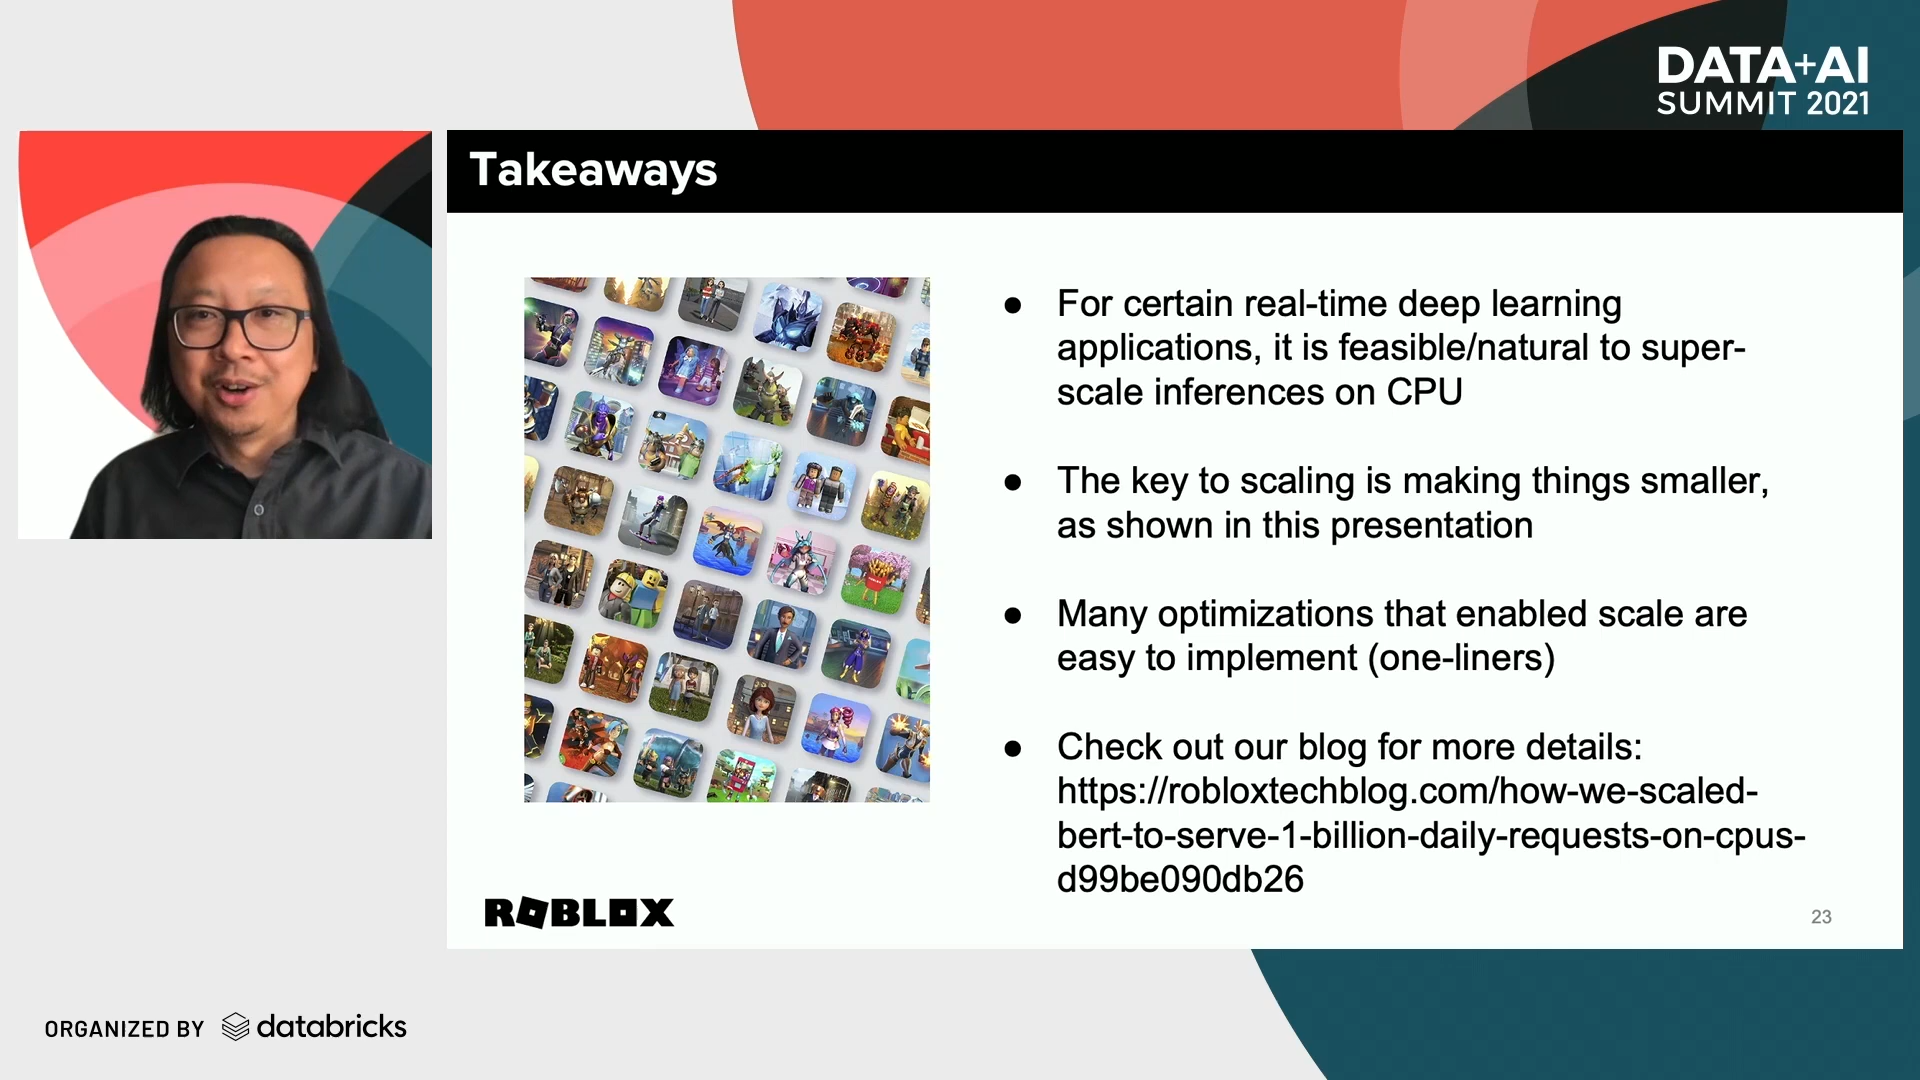 DATA+AI
SUMMIT 2021
Takeaways
● For certain real-time deep learning
applications, it is feasible/natural to super-
scale inferences on CPU
● The key to scaling is making things smaller,
as shown in this presentation
● Many optimizations that enabled scale are
easy to implement (one-liners)
● Check out our blog for more details:
https://robloxtechblog.com/how-we-scaled-
bert-to-serve-1-billion-daily-requests-on-cpus-
d99be090db26
ROBLOX
23
ORGANIZED BY databricks